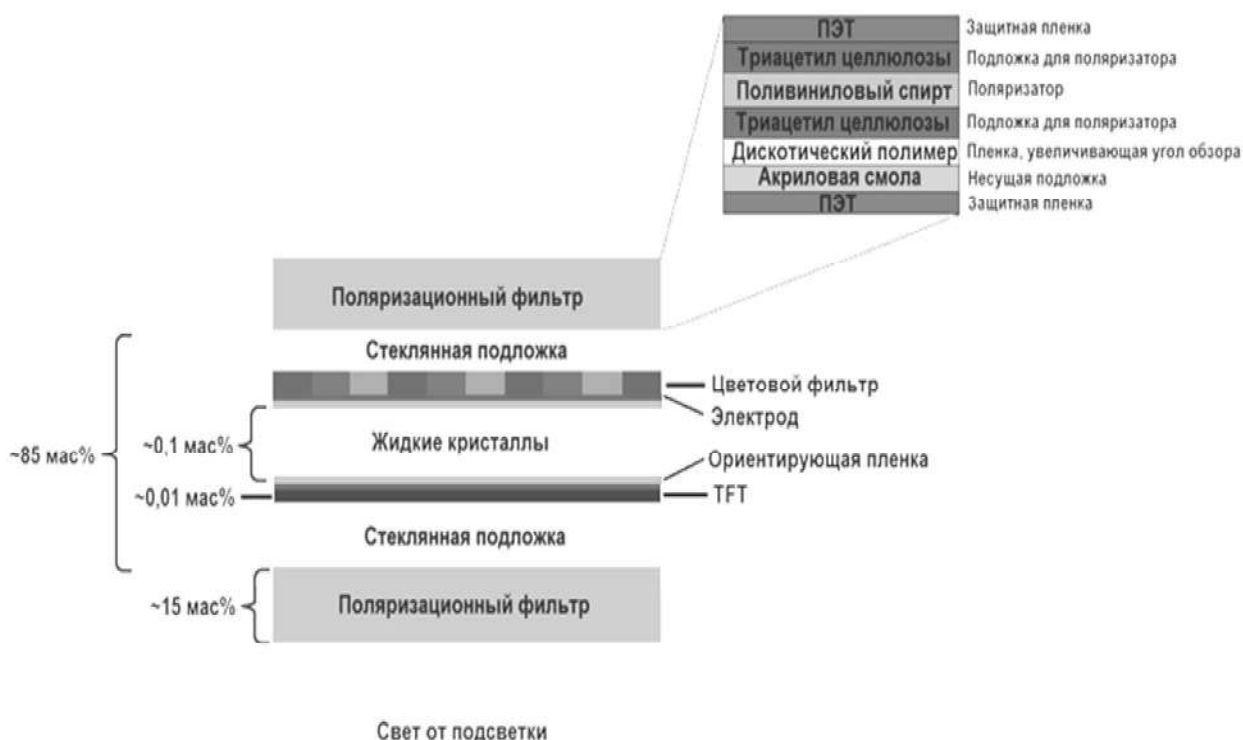 ПЭТ Защитная пленка
Триацетил целлюлозы Подложка для поляризатора
Поливиниловый спирт Поляризатор
Триацетил целлюлозы Подложка для поляризатора
Дискотический полимер Пленка, увеличивающая угол обзора
Акриловая смола Несущая подложка
ПЭТ Защитная пленка
Поляризационный фильтр
Стеклянная подложка
Цветовой фильтр
Электрод
~0,1 мас% Жидкие кристаллы
~85 мас%
Ориентирующая пленка
~0,01 мас% TFT
Стеклянная подложка
~15 мас% Поляризационный фильтр
Свет от подсветки